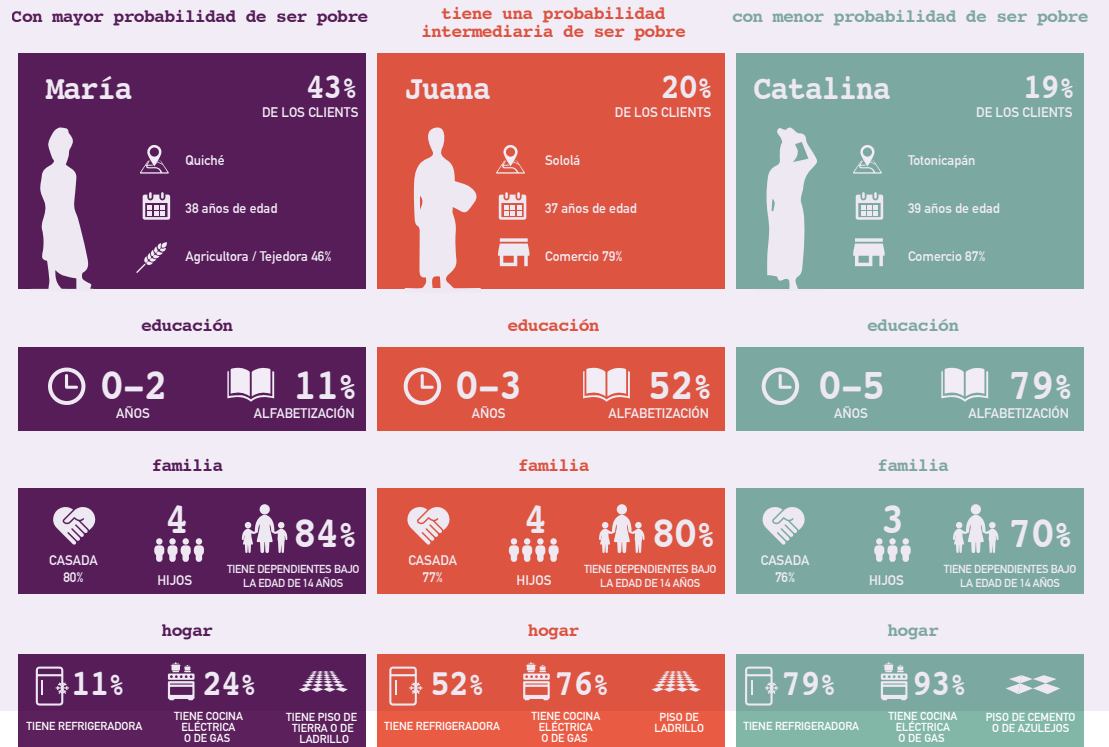 Con mayor probabilidad de ser pobre
María
43%
DE LOS CLIENTS
Quiché
38 años de edad
Agricultora / Tejedora 46%
educación
0–2
AÑOS
11%
ALFABETIZACIÓN
familia
CASADA
80%
4
HIJOS
84%
TIENE DEPENDIENTES BAJO
LA EDAD DE 14 AÑOS
hogar
11%
TIENE REFRIGERADORA
24%
TIENE COCINA
ELÉCTRICA
O DE GAS
TIENE PISO DE
TIERRA O DE
LADRILLO
tiene una probabilidad
intermediaria de ser pobre
Juana
20%
DE LOS CLIENTS
Sololá
37 años de edad
Comercio 79%
educación
0–3
AÑOS
52%
ALFABETIZACIÓN
familia
CASADA
77%
4
HIJOS
80%
TIENE DEPENDIENTES BAJO
LA EDAD DE 14 AÑOS
hogar
52%
TIENE REFRIGERADORA
76%
TIENE COCINA
ELÉCTRICA
O DE GAS
PISO DE
LADRILLO
con menor probabilidad de ser pobre
Catalina
19%
DE LOS CLIENTS
Totonicapán
39 años de edad
Comercio 87%
educación
0–5
AÑOS
79%
ALFABETIZACIÓN
familia
CASADA
76%
3
HIJOS
70%
TIENE DEPENDIENTES BAJO
LA EDAD DE 14 AÑOS
hogar
79%
TIENE REFRIGERADORA
93%
TIENE COCINA
ELÉCTRICA
O DE GAS
PISO DE CEMENTO
O DE AZULEJOS